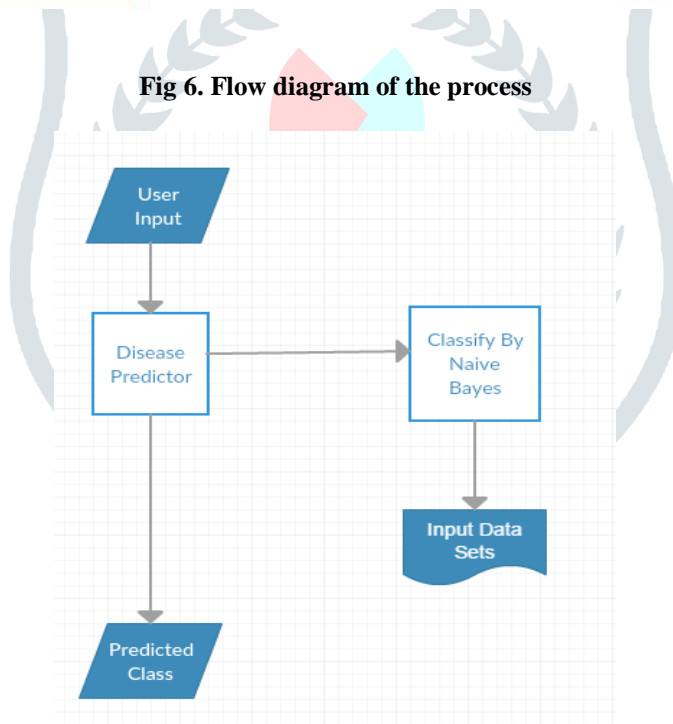 Fig 6. Flow diagram of the process
User
Input
Disease
Predictor
Classify By
Naive
Bayes
Input Data
Sets
Predicted
Class